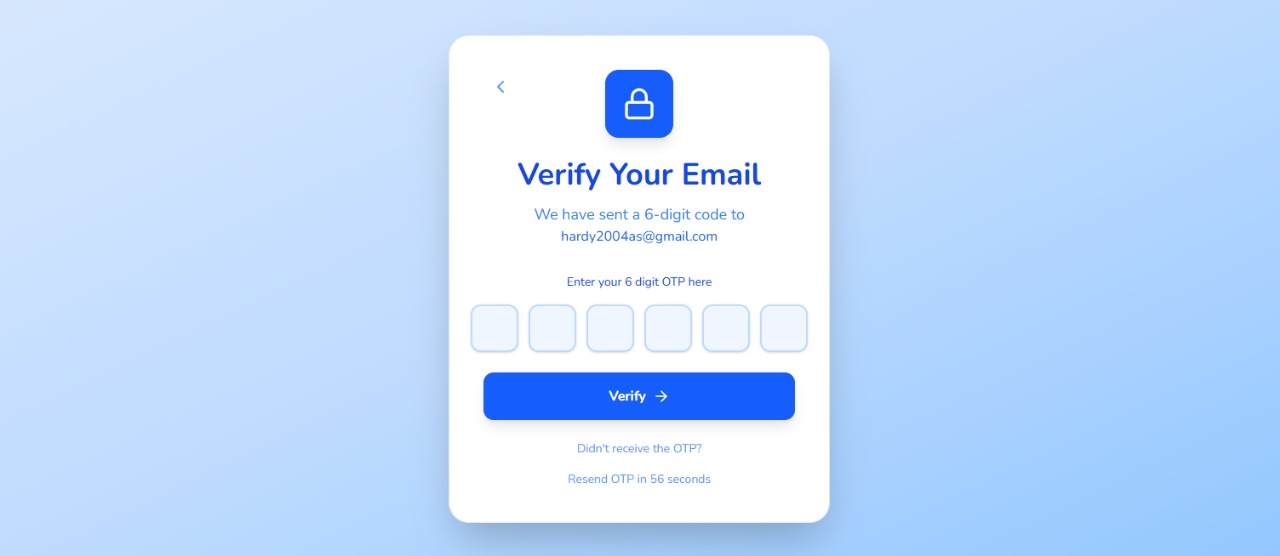 Verify Your Email
We have sent a 6-digit code to
hardy2004as@gmail.com
Enter your 6 digit OTP here
Verify →
Didn't receive the OTP?
Resend OTP in 56 seconds